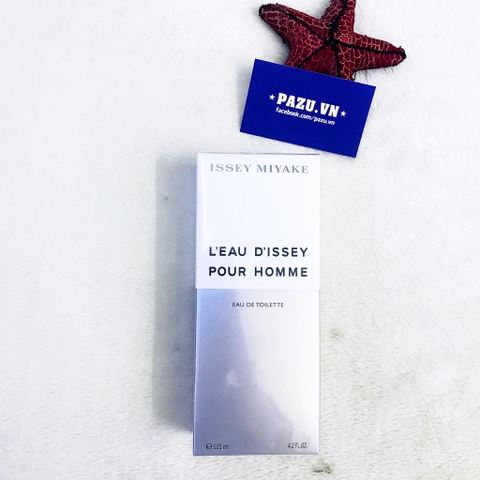 ★ PAZU.VN ★
facebook.com/pazu.vn
ISSEY MIYAKE
L'EAU D'ISSEY
POUR HOMME
EAU DE TOILETTE
℮ 125 ml 4.2 FL.OZ.